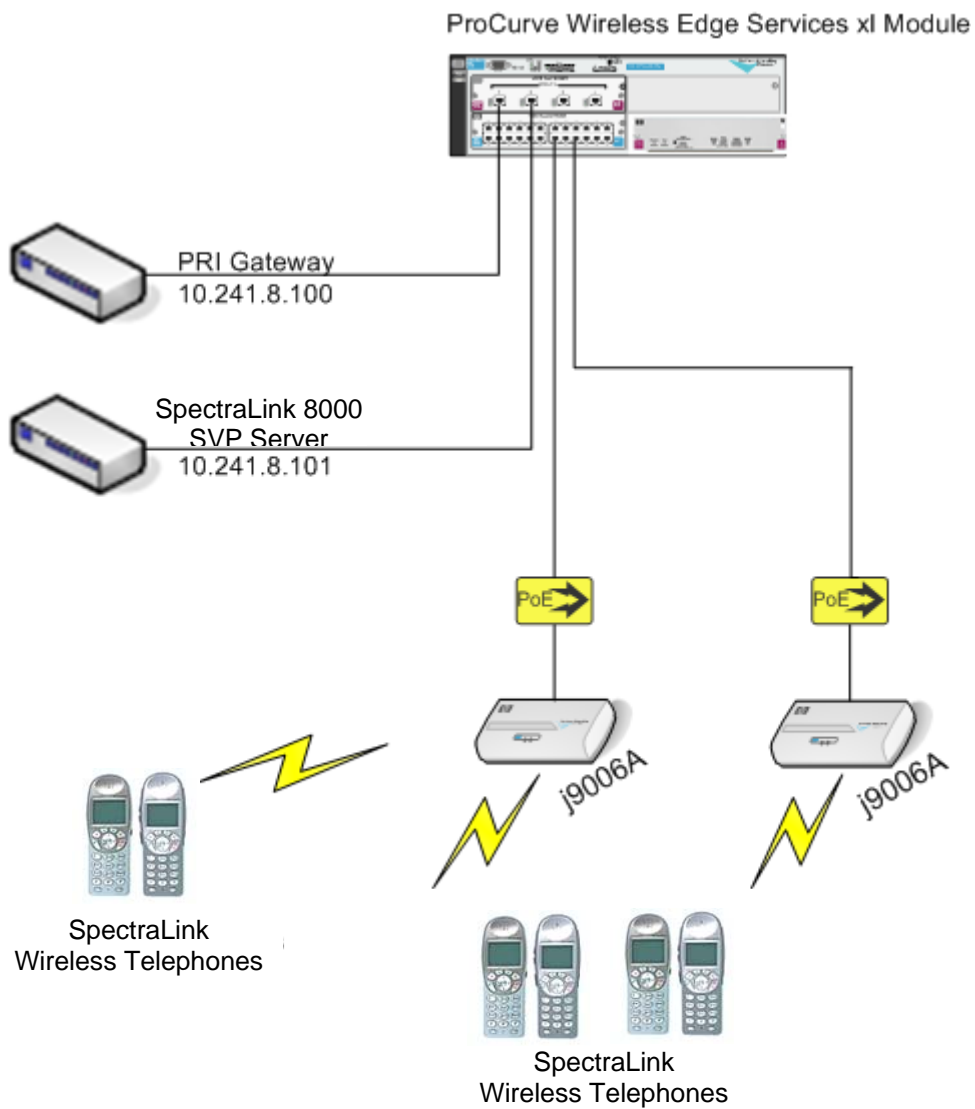 ProCurve Wireless Edge Services xl Module
PRI Gateway
10.241.8.100
SpectraLink 8000
SVP Server
10.241.8.101
PoE
PoE
j9006A
j9006A
SpectraLink
Wireless Telephones
SpectraLink
Wireless Telephones